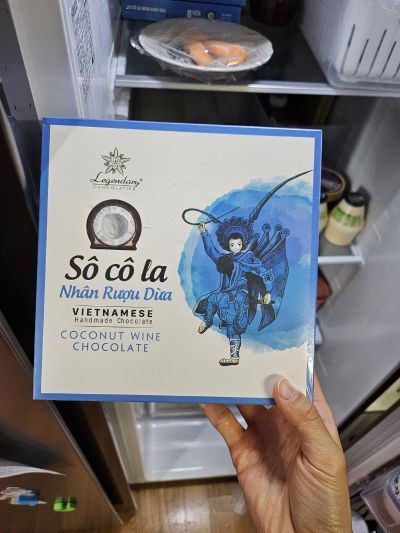 Legendary®
CHOCOLATIER
Sô cô la
Nhân Rượu Dừa
VIETNAMESE
Handmade Chocolate
COCONUT WINE
CHOCOLATE